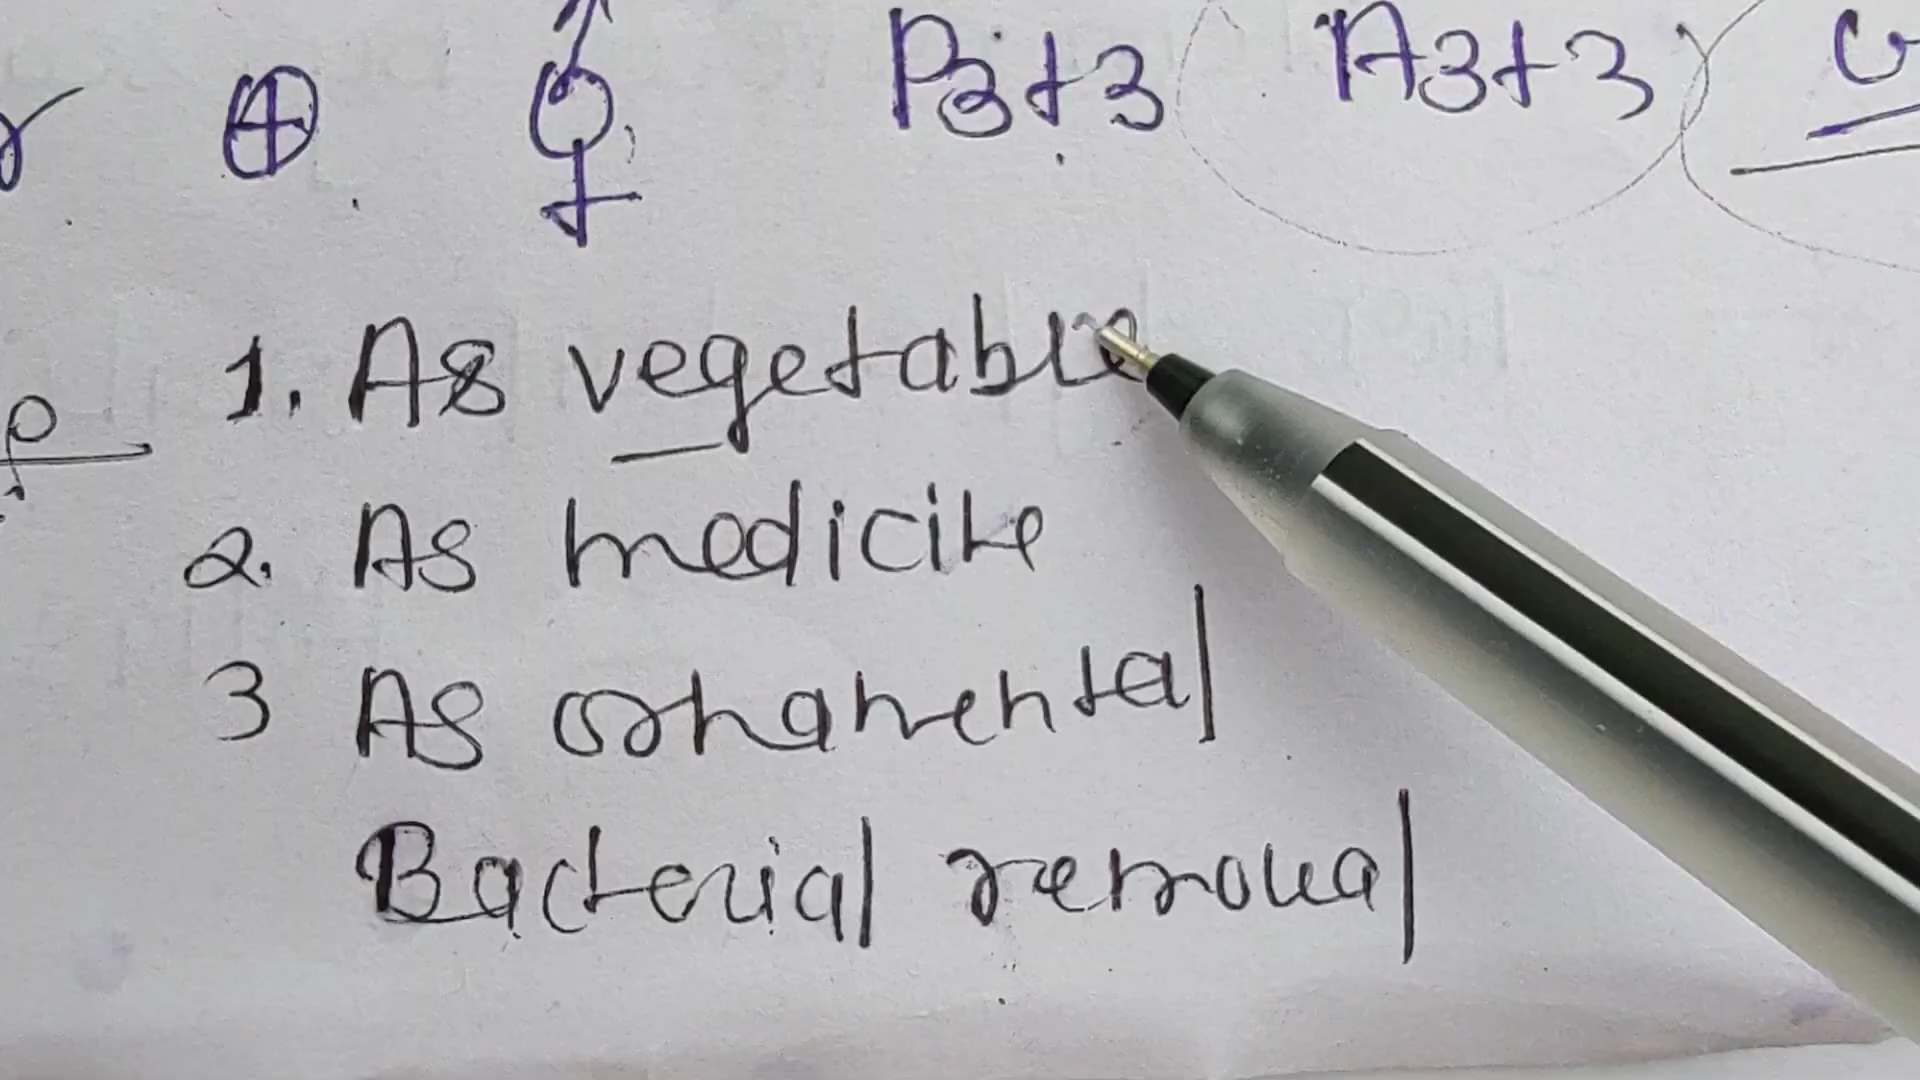 ⊕ ⚥ P3+3 A3+3 G
1. As vegetable
2. As medicine
3 As ornamental
Bacterial removal